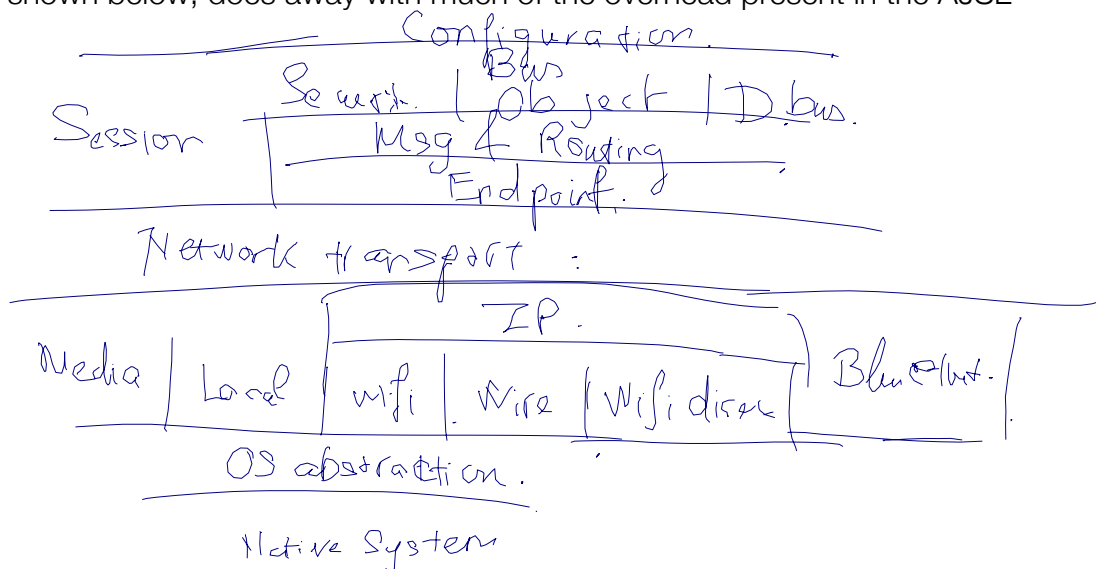 shown below, does away with much of the overhead present in the AJSL
Configuration.
Bus
Security | Object | D.bus.
Session
Msg & Routing
Endpoint.
Network transport :
IP.
Media | Local | wifi | Wire | Wifi direct
OS abstraction.
Native System